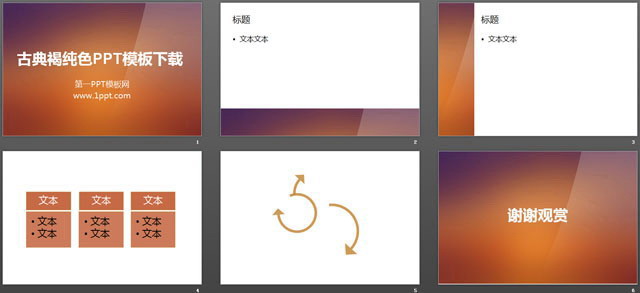 古典褐纯色PPT模板下载
第一PPT模板网
www.1ppt.com
1
标题
• 文本文本
2
标题
• 文本文本
3
文本 文本 文本
• 文本 • 文本 • 文本
• 文本 • 文本 • 文本
4
5
谢谢观赏
6